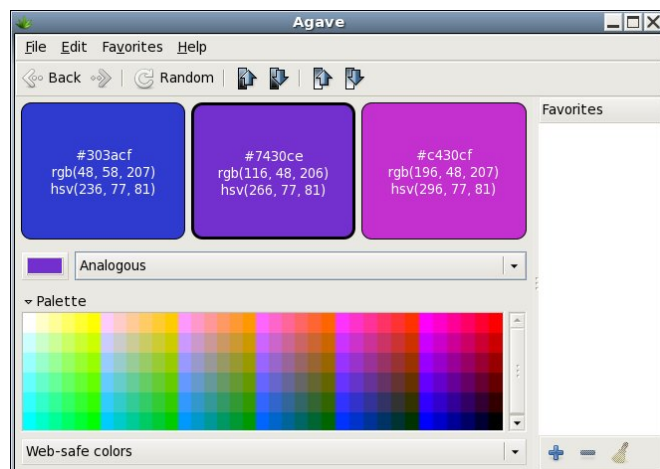 Agave
File Edit Favorites Help
Back Random
#303acf
rgb(48, 58, 207)
hsv(236, 77, 81)
#7430ce
rgb(116, 48, 206)
hsv(266, 77, 81)
#c430cf
rgb(196, 48, 207)
hsv(296, 77, 81)
Favorites
Analogous
Palette
Web-safe colors